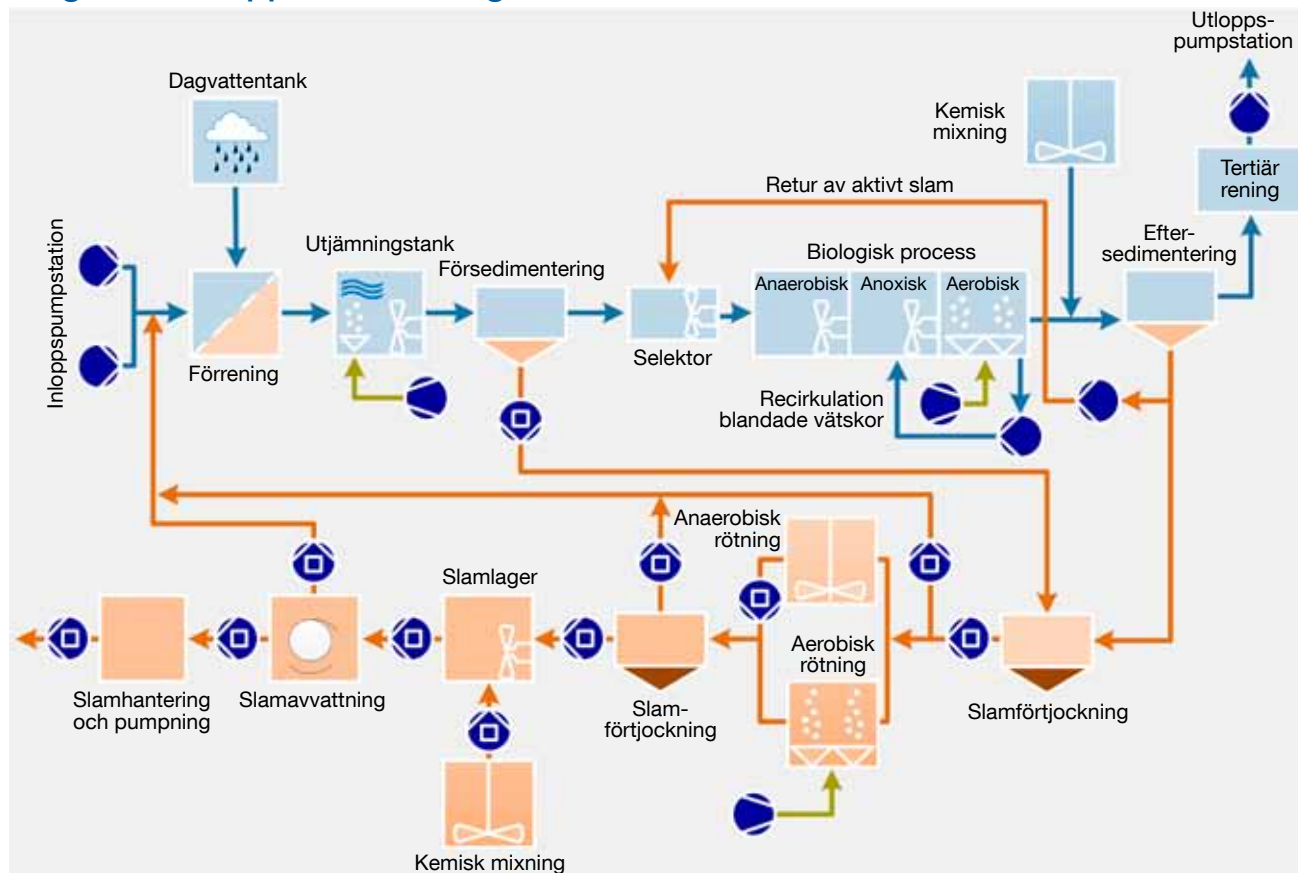 Utlopps-
pumpstation
Dagvattentank
Kemisk
mixning
Tertiär
rening
Retur av aktivt slam
Inloppspumpstation
Utjämningstank
Försedimentering
Biologisk process
Efter-
sedimentering
Anaerobisk
Anoxisk
Aerobisk
Förrening
Selektor
Recirkulation
blandade vätskor
Anaerobisk
rötning
Slamlager
Aerobisk
rötning
Slamhantering
och pumpning
Slamavvattning
Slam-
förtjockning
Slamförtjockning
Kemisk mixning